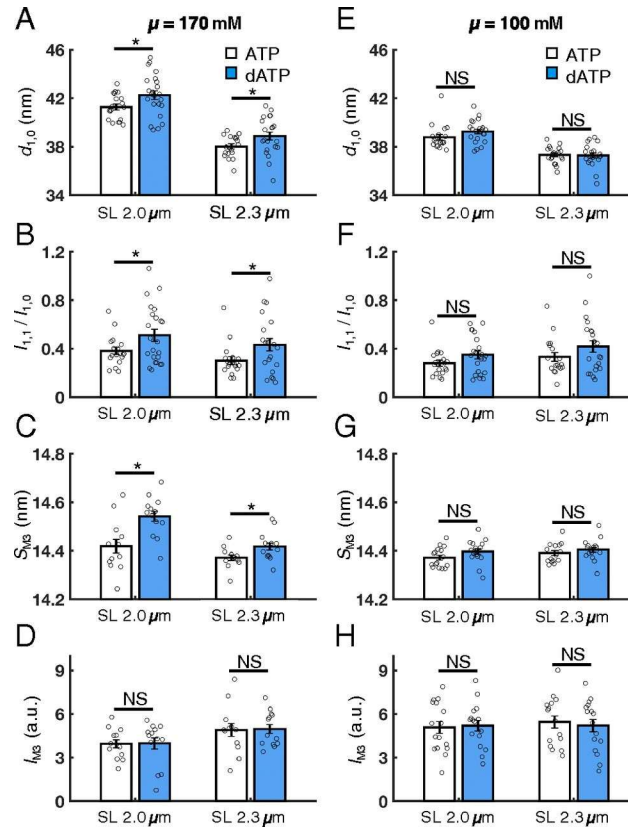 A
μ = 170 mM
ATP
dATP
d1,0
46
42
38
34
*
*
SL 2.0 μm
SL 2.3 μm
B
I1,1 / I1,0
1.2
0.8
0.4
0
*
*
SL 2.0 μm
SL 2.3 μm
C
SM3 (nm)
14.8
14.6
14.4
14.2
*
*
SL 2.0 μm
SL 2.3 μm
D
IM3 (a.u.)
9
6
3
0
NS
NS
SL 2.0 μm
SL 2.3 μm
E
μ = 100 mM
ATP
dATP
d1,0
46
42
38
34
NS
NS
SL 2.0 μm
SL 2.3 μm
F
I1,1 / I1,0
1.2
0.8
0.4
0
NS
NS
SL 2.0 μm
SL 2.3 μm
G
SM3 (nm)
14.8
14.6
14.4
14.2
NS
NS
SL 2.0 μm
SL 2.3 μm
H
IM3 (a.u.)
9
6
3
0
NS
NS
SL 2.0 μm
SL 2.3 μm